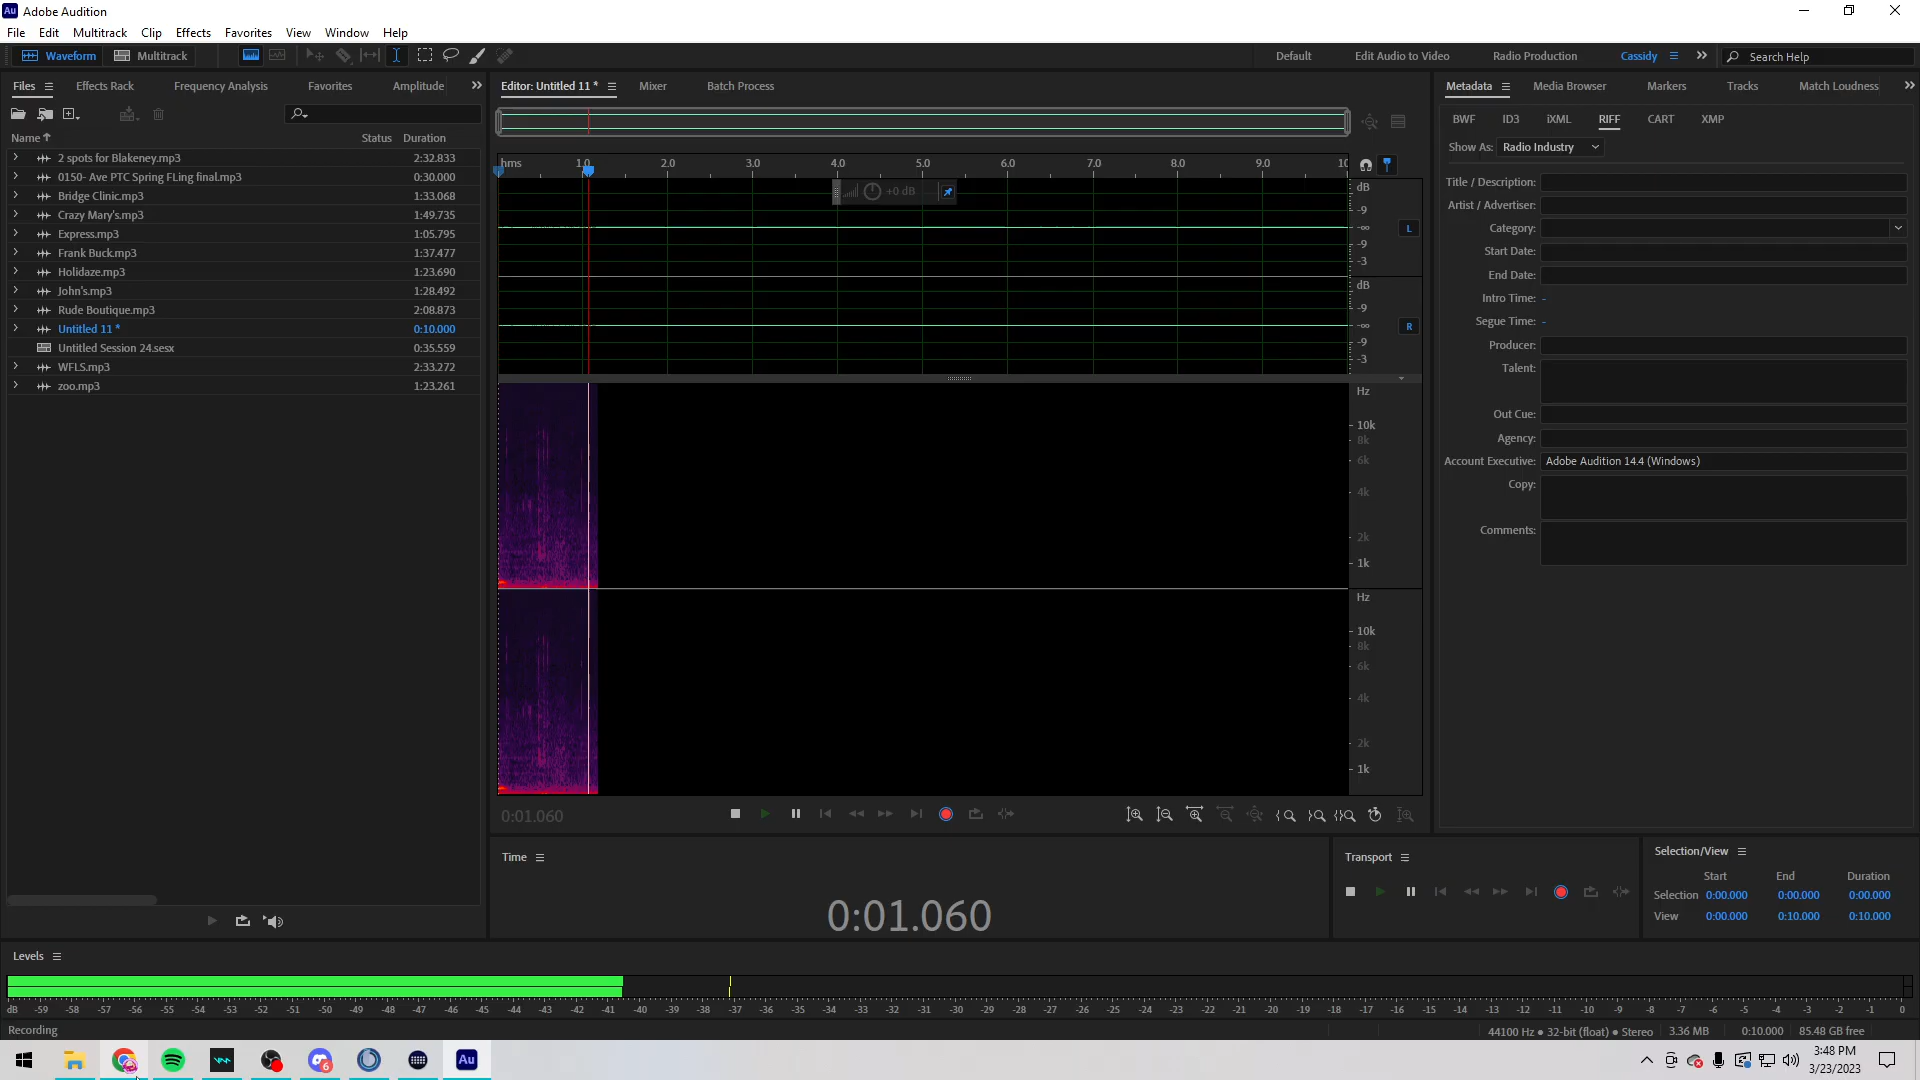 Au Adobe Audition
File Edit Multitrack Clip Effects Favorites View Window Help
Waveform Multitrack Default Edit Audio to Video Radio Production Cassidy Search Help
Files Effects Rack Frequency Analysis Favorites Amplitude
Editor: Untitled 11 * Mixer Batch Process
Metadata Media Browser Markers Tracks Match Loudness
Name Status Duration
2 spots for Blakeney.mp3 2:32.833
0150- Ave PTC Spring FLing final.mp3 0:30.000
Bridge Clinic.mp3 1:33.068
Crazy Mary's.mp3 1:49.735
Express.mp3 1:05.795
Frank Buck.mp3 1:37.477
Holidaze.mp3 1:23.690
John's.mp3 1:28.492
Rude Boutique.mp3 2:08.873
Untitled 11 * 0:10.000
Untitled Session 24.sesx 0:35.559
WFLS.mp3 2:33.272
zoo.mp3 1:23.261
hms 1.0 2.0 3.0 4.0 5.0 6.0 7.0 8.0 9.0 10
+0 dB
dB
-9
-∞
-9
-3
L
dB
-9
-∞
-9
-3
R
Hz
10k
8k
6k
4k
2k
1k
Hz
10k
8k
6k
4k
2k
1k
0:01.060
BWF ID3 iXML RIFF CART XMP
Show As: Radio Industry
Title / Description:
Artist / Advertiser:
Category:
Start Date:
End Date:
Intro Time: -
Segue Time: -
Producer:
Talent:
Out Cue:
Agency:
Account Executive: Adobe Audition 14.4 (Windows)
Copy:
Comments:
Time
0:01.060
Transport
Selection/View
Start End Duration
Selection 0:00.000 0:00.000 0:00.000
View 0:00.000 0:10.000 0:10.000
Levels
dB -59 -58 -57 -56 -55 -54 -53 -52 -51 -50 -49 -48 -47 -46 -45 -44 -43 -42 -41 -40 -39 -38 -37 -36 -35 -34 -33 -32 -31 -30 -29 -28 -27 -26 -25 -24 -23 -22 -21 -20 -19 -18 -17 -16 -15 -14 -13 -12 -11 -10 -9 -8 -7 -6 -5 -4 -3 -2 -1 0
Recording
44100 Hz ● 32-bit (float) ● Stereo 3.36 MB 0:10.000 85.48 GB free
6
Au
3:48 PM
3/23/2023